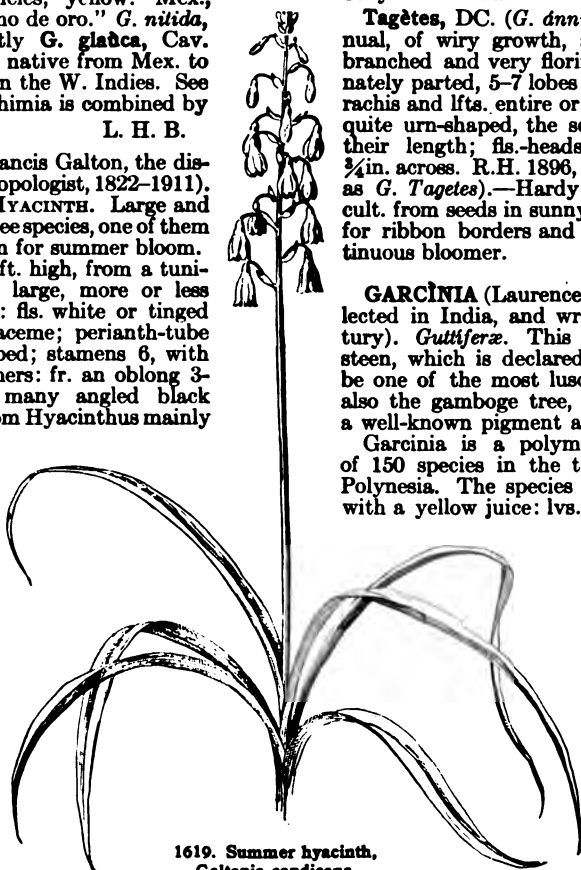 no de oro." G. nitida,
tly G. glaũca, Cav.
native from Mex. to
n the W. Indies. See
himia is combined by
L. H. B.
ancis Galton, the dis-
opologist, 1822–1911).
HYACINTH. Large and
ee species, one of them
n for summer bloom.
ft. high, from a tuni-
large, more or less
: fls. white or tinged
aceme; perianth-tube
bed; stamens 6, with
hers: fr. an oblong 3-
many angled black
om Hyacinthus mainly
Tagètes, DC. (G. ánn
nual, of wiry growth,
branched and very flori
nately parted, 5–7 lobes
rachis and lfts. entire or
quite urn-shaped, the se
their length; fls.-heads
¾in. across. R.H. 1896,
as G. Tagetes).—Hardy
cult. from seeds in sunny
for ribbon borders and
tinuous bloomer.
GARCÌNIA (Laurence
lected in India, and wr
tury). Guttiferæ. This
steen, which is declared
be one of the most lusc
also the gamboge tree,
a well-known pigment a
Garcinia is a polym
of 150 species in the t
Polynesia. The species
with a yellow juice: lvs.
1619. Summer hyacinth,